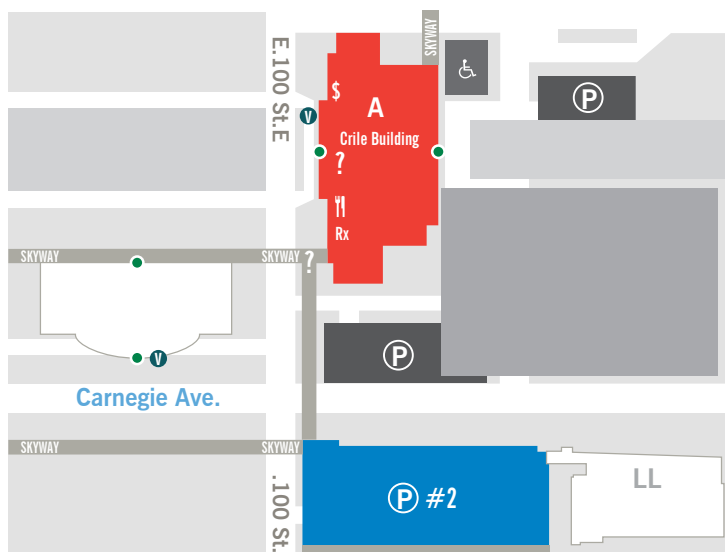 SKYWAY
E.100 St.E
$
A
V
P
Crile Building
?
Rx
SKYWAY
SKYWAY
?
P
V
Carnegie Ave.
SKYWAY
SKYWAY
.100 St.
P #2
LL